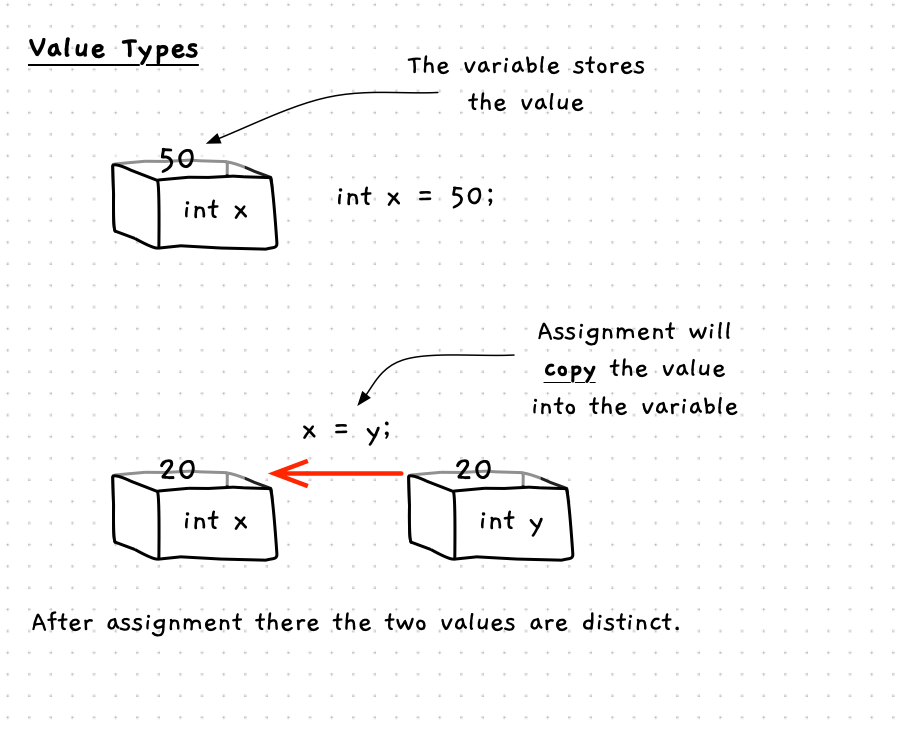 Value Types
The variable stores
the value
50
int x
int x = 50;
Assignment will
copy the value
into the variable
x = y;
20
20
int x
int y
After assignment there the two values are distinct.